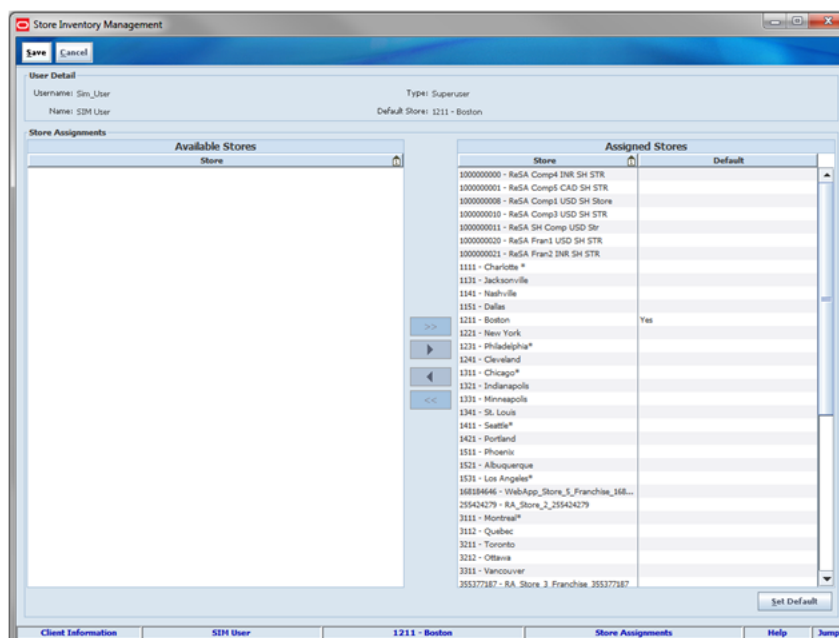 Store Inventory Management
Save Cancel
User Detail
Username: Sim_User Type: Superuser
Name: SIM User Default Store: 1211 - Boston
Store Assignments
Available Stores
Store
Assigned Stores
Store Default
1000000000 - ReSA Comp4 INR SH STR
1000000001 - ReSA Comp5 CAD SH STR
1000000008 - ReSA Comp1 USD SH Store
1000000010 - ReSA Comp3 USD SH STR
1000000011 - ReSA SH Comp USD Str
1000000020 - ReSA Fran1 USD SH STR
1000000021 - ReSA Fran2 INR SH STR
1111 - Charlotte *
1131 - Jacksonville
1141 - Nashville
1151 - Dallas
1211 - Boston Yes
1221 - New York
1231 - Philadelphia*
1241 - Cleveland
1311 - Chicago*
1321 - Indianapolis
1331 - Minneapolis
1341 - St. Louis
1411 - Seattle*
1421 - Portland
1511 - Phoenix
1521 - Albuquerque
1531 - Los Angeles*
168184646 - WebApp_Store_5_Franchise_168...
255424279 - RA_Store_2_255424279
3111 - Montreal*
3112 - Quebec
3211 - Toronto
3212 - Ottawa
3311 - Vancouver
355377187 - RA_Store_3_Franchise_355377187
>>
<<
Set Default
Client Information SIM User 1211 - Boston Store Assignments Help Jump